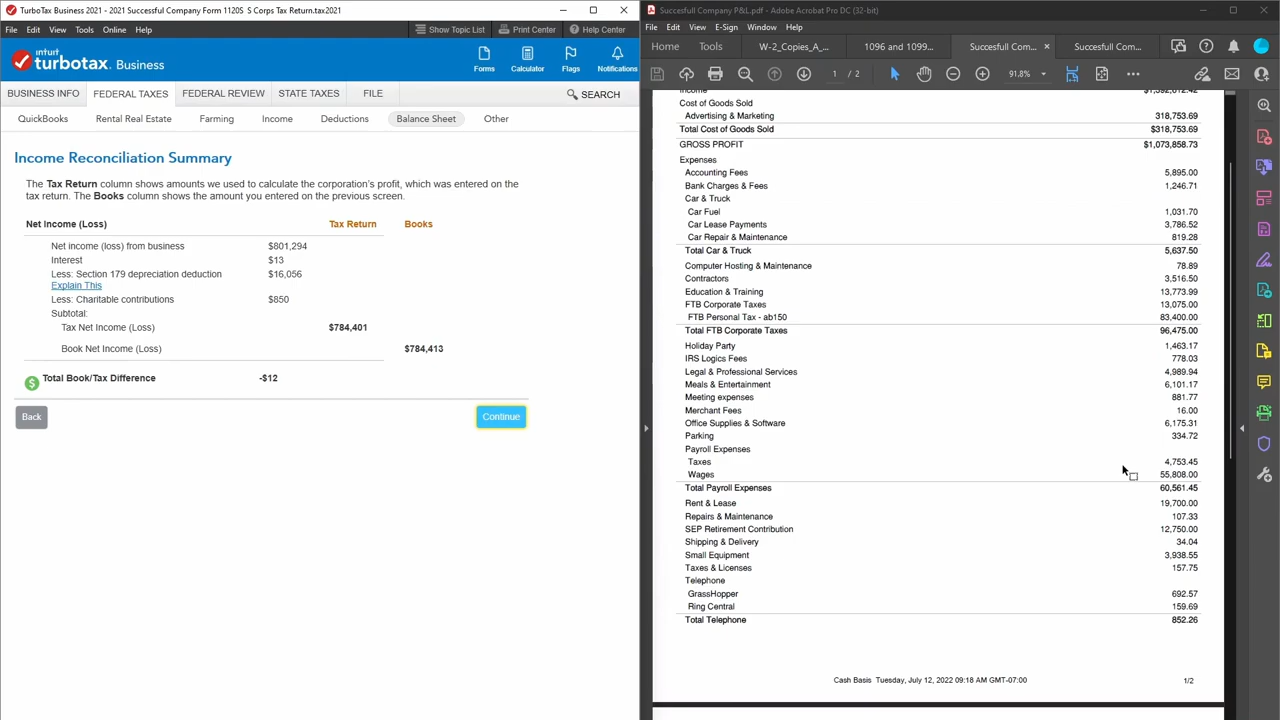 TurboTax Business 2021 - 2021 Successful Company Form 1120S S Corps Tax Return.tax2021
File Edit View Tools Online Help Show Topic List Print Center Help Center
intuit turbotax. Business
Forms Calculator Flags Notifications
BUSINESS INFO FEDERAL TAXES FEDERAL REVIEW STATE TAXES FILE SEARCH
QuickBooks Rental Real Estate Farming Income Deductions Balance Sheet Other
Income Reconciliation Summary
The Tax Return column shows amounts we used to calculate the corporation's profit, which was entered on the
tax return. The Books column shows the amount you entered on the previous screen.
Net Income (Loss) Tax Return Books
Net income (loss) from business $801,294
Interest $13
Less: Section 179 depreciation deduction $16,056
Explain This
Less: Charitable contributions $850
Subtotal:
Tax Net Income (Loss) $784,401
Book Net Income (Loss) $784,413
$ Total Book/Tax Difference -$12
Back Continue
Succesfull Company P&L.pdf - Adobe Acrobat Pro DC (32-bit)
File Edit View E-Sign Window Help
Home Tools W-2_Copies_A_... 1096 and 1099... Succesfull Com... × Succesfull Com...
1 / 2 91.8%
Income
Cost of Goods Sold
Advertising & Marketing 318,753.69
Total Cost of Goods Sold $318,753.69
GROSS PROFIT $1,073,858.73
Expenses
Accounting Fees 5,895.00
Bank Charges & Fees 1,246.71
Car & Truck
Car Fuel 1,031.70
Car Lease Payments 3,786.52
Car Repair & Maintenance 819.28
Total Car & Truck 5,637.50
Computer Hosting & Maintenance 78.89
Contractors 3,516.50
Education & Training 13,773.99
FTB Corporate Taxes 13,075.00
FTB Personal Tax - ab150 83,400.00
Total FTB Corporate Taxes 96,475.00
Holiday Party 1,463.17
IRS Logics Fees 778.03
Legal & Professional Services 4,989.94
Meals & Entertainment 6,101.17
Meeting expenses 881.77
Merchant Fees 16.00
Office Supplies & Software 6,175.31
Parking 334.72
Payroll Expenses
Taxes 4,753.45
Wages 55,808.00
Total Payroll Expenses 60,561.45
Rent & Lease 19,700.00
Repairs & Maintenance 107.33
SEP Retirement Contribution 12,750.00
Shipping & Delivery 34.04
Small Equipment 3,938.55
Taxes & Licenses 157.75
Telephone
GrassHopper 692.57
Ring Central 159.69
Total Telephone 852.26
Cash Basis Tuesday, July 12, 2022 09:18 AM GMT-07:00 1/2